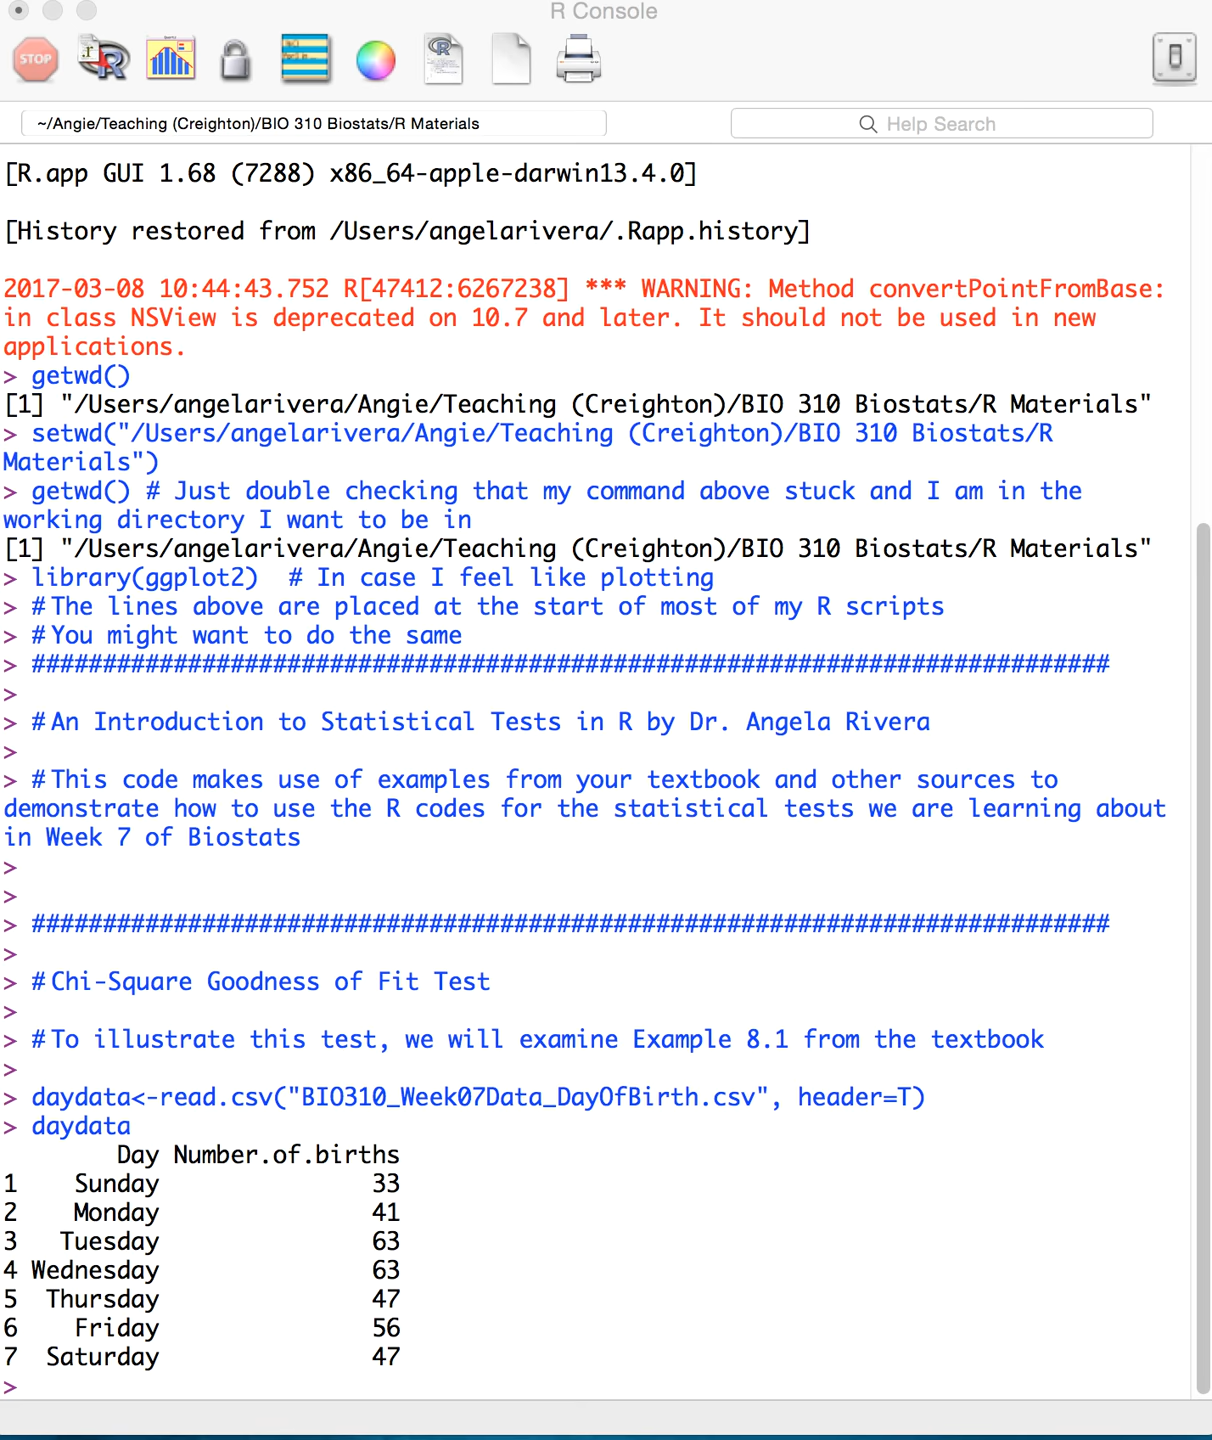 R Console
STOP
~/Angie/Teaching (Creighton)/BIO 310 Biostats/R Materials
Help Search
[R.app GUI 1.68 (7288) x86_64-apple-darwin13.4.0]
[History restored from /Users/angelarivera/.Rapp.history]
2017-03-08 10:44:43.752 R[47412:6267238] *** WARNING: Method convertPointFromBase:
in class NSView is deprecated on 10.7 and later. It should not be used in new
applications.
> getwd()
[1] "/Users/angelarivera/Angie/Teaching (Creighton)/BIO 310 Biostats/R Materials"
> setwd("/Users/angelarivera/Angie/Teaching (Creighton)/BIO 310 Biostats/R
Materials")
> getwd() # Just double checking that my command above stuck and I am in the
working directory I want to be in
[1] "/Users/angelarivera/Angie/Teaching (Creighton)/BIO 310 Biostats/R Materials"
> library(ggplot2)  # In case I feel like plotting
> #The lines above are placed at the start of most of my R scripts
> #You might want to do the same
> ############################################################################
>
> #An Introduction to Statistical Tests in R by Dr. Angela Rivera
>
> #This code makes use of examples from your textbook and other sources to
demonstrate how to use the R codes for the statistical tests we are learning about
in Week 7 of Biostats
>
>
> ############################################################################
>
> #Chi-Square Goodness of Fit Test
>
> #To illustrate this test, we will examine Example 8.1 from the textbook
>
> daydata<-read.csv("BIO310_Week07Data_DayOfBirth.csv", header=T)
> daydata
Day Number.of.births
1 Sunday 33
2 Monday 41
3 Tuesday 63
4 Wednesday 63
5 Thursday 47
6 Friday 56
7 Saturday 47
>